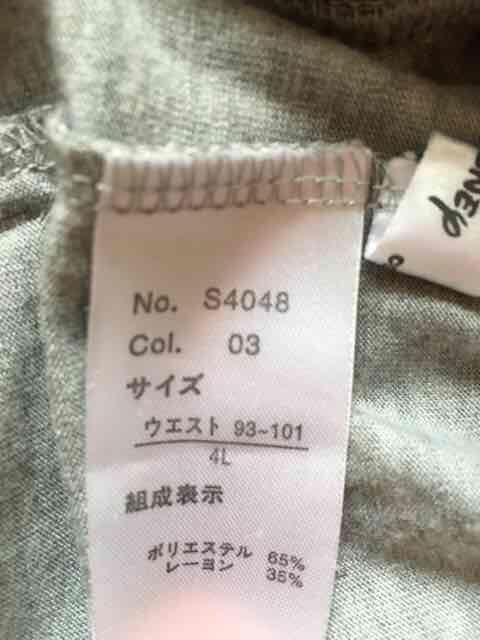 No. S4048
Col. 03
サイズ
ウエスト 93~101
4L
組成表示
ポリエステル 65%
レーヨン 35%